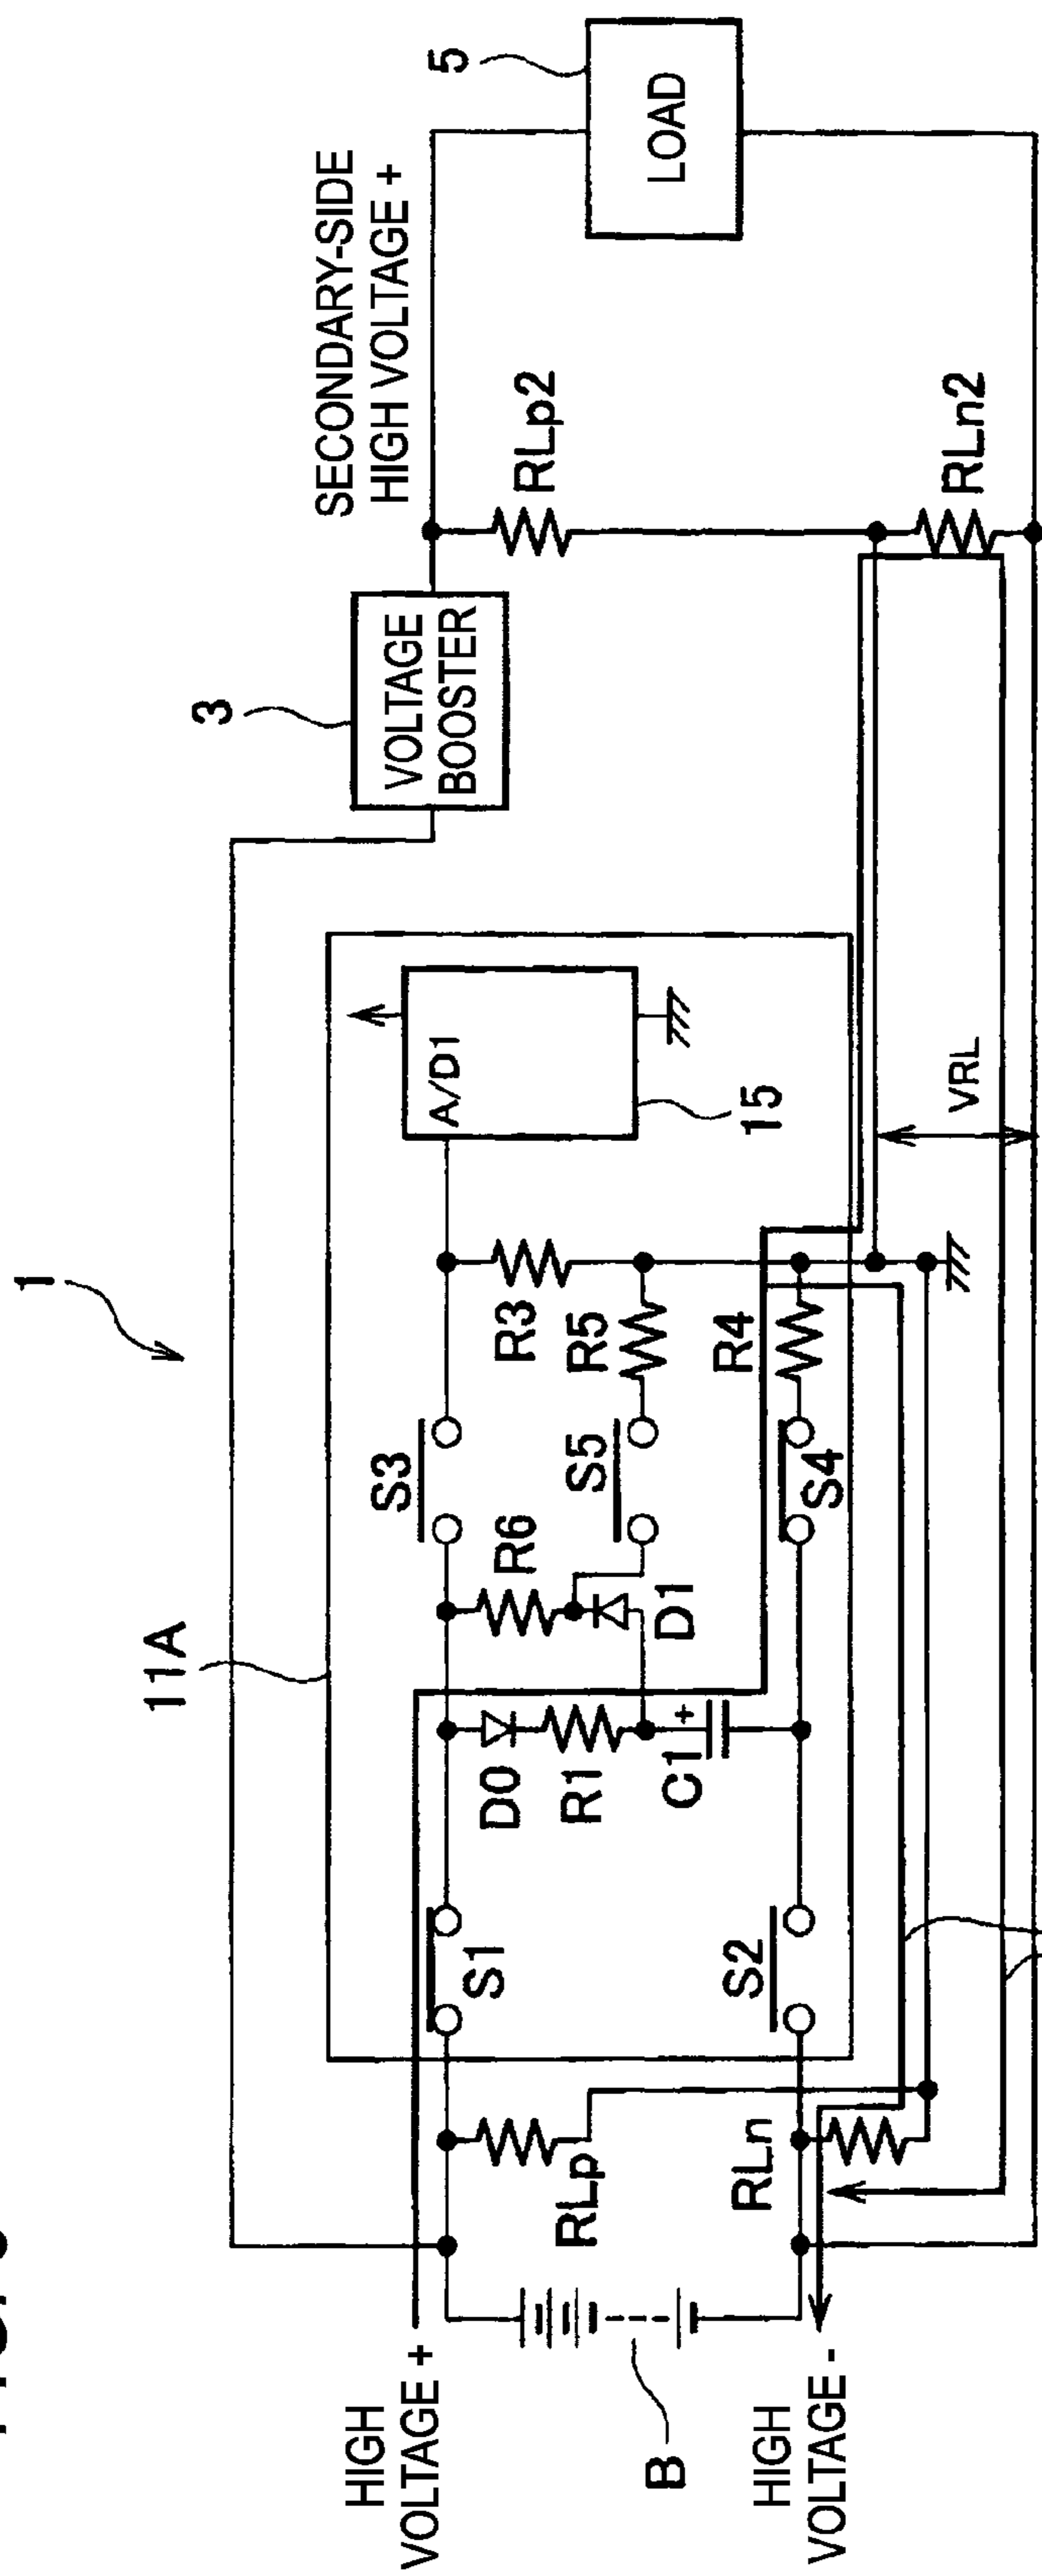 1
11A
3
5
SECONDARY-SIDE
HIGH VOLTAGE +
VOLTAGE
BOOSTER
LOAD
HIGH
VOLTAGE +
S1
D0
R1
C1
+
R6
D1
S3
S5
R3
R5
A/D1
15
RLp2
RLn2
B
RLp
RLn
S2
S4
R4
VRL
HIGH
VOLTAGE -